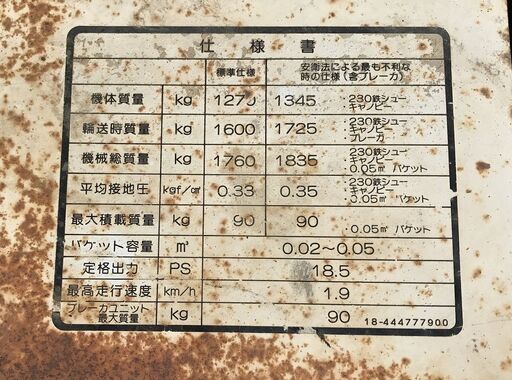 仕様書
標準仕様 安衛法による最も不利な
時の仕様(含ブレーカ)
機体質量 kg 1270 1345 ・230鉄シュー
・キャノピー
輸送時質量 kg 1600 1725 ・230鉄シュー
・キャノピー
・ブレーカ
機械総質量 kg 1760 1835 ・230鉄シュー
・キャノピー
・0.05㎥ バケット
平均接地圧 kgf/c㎡ 0.33 0.35 ・230鉄シュー
・キャノピー
・0.05㎥ バケット
最大積載質量 kg 90 90 ・0.05㎥ バケット
バケット容量 ㎥ 0.02~0.05
定格出力 PS 18.5
最高走行速度 km/h 1.9
ブレーカユニット
最大質量 kg 90
18-444777900